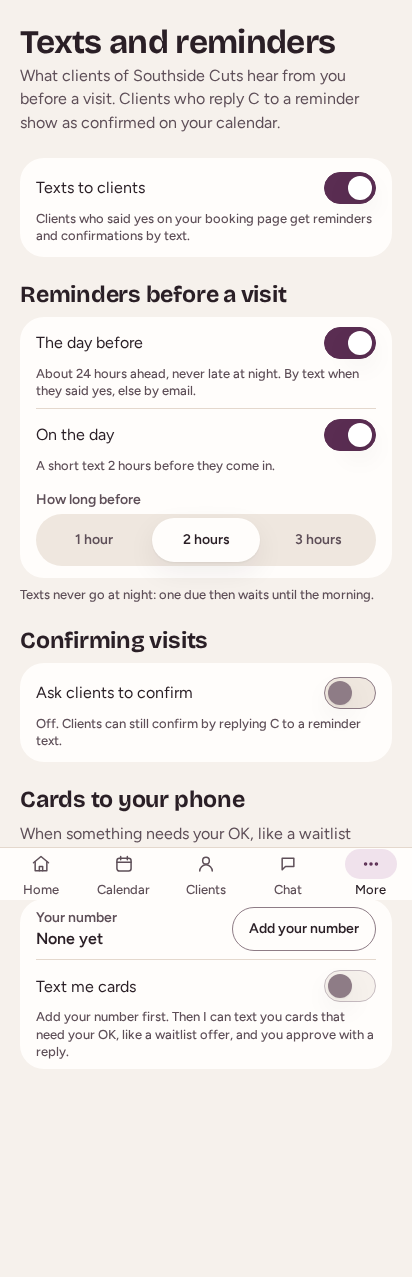 Texts and reminders
What clients of Southside Cuts hear from you
before a visit. Clients who reply C to a reminder
show as confirmed on your calendar.
Texts to clients
Clients who said yes on your booking page get reminders
and confirmations by text.
Reminders before a visit
The day before
About 24 hours ahead, never late at night. By text when
they said yes, else by email.
On the day
A short text 2 hours before they come in.
How long before
1 hour
2 hours
3 hours
Texts never go at night: one due then waits until the morning.
Confirming visits
Ask clients to confirm
Off. Clients can still confirm by replying C to a reminder
text.
Cards to your phone
When something needs your OK, like a waitlist
Home
Calendar
Clients
Chat
More
Your number
None yet
Add your number
Text me cards
Add your number first. Then I can text you cards that
need your OK, like a waitlist offer, and you approve with a
reply.